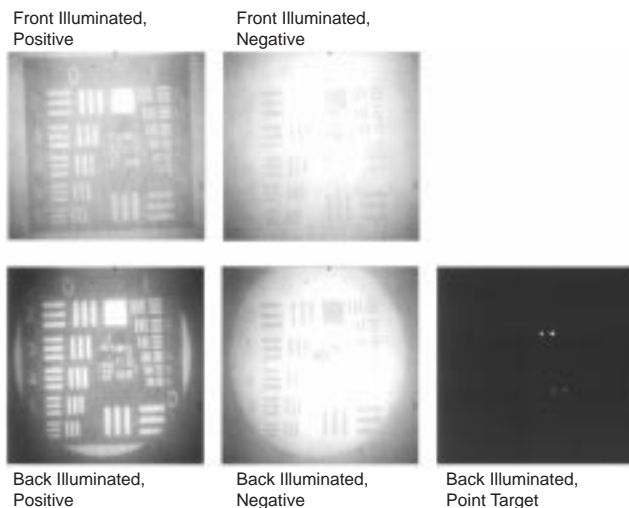 Front Illuminated,
Positive
Front Illuminated,
Negative
Back Illuminated,
Positive
Back Illuminated,
Negative
Back Illuminated,
Point Target